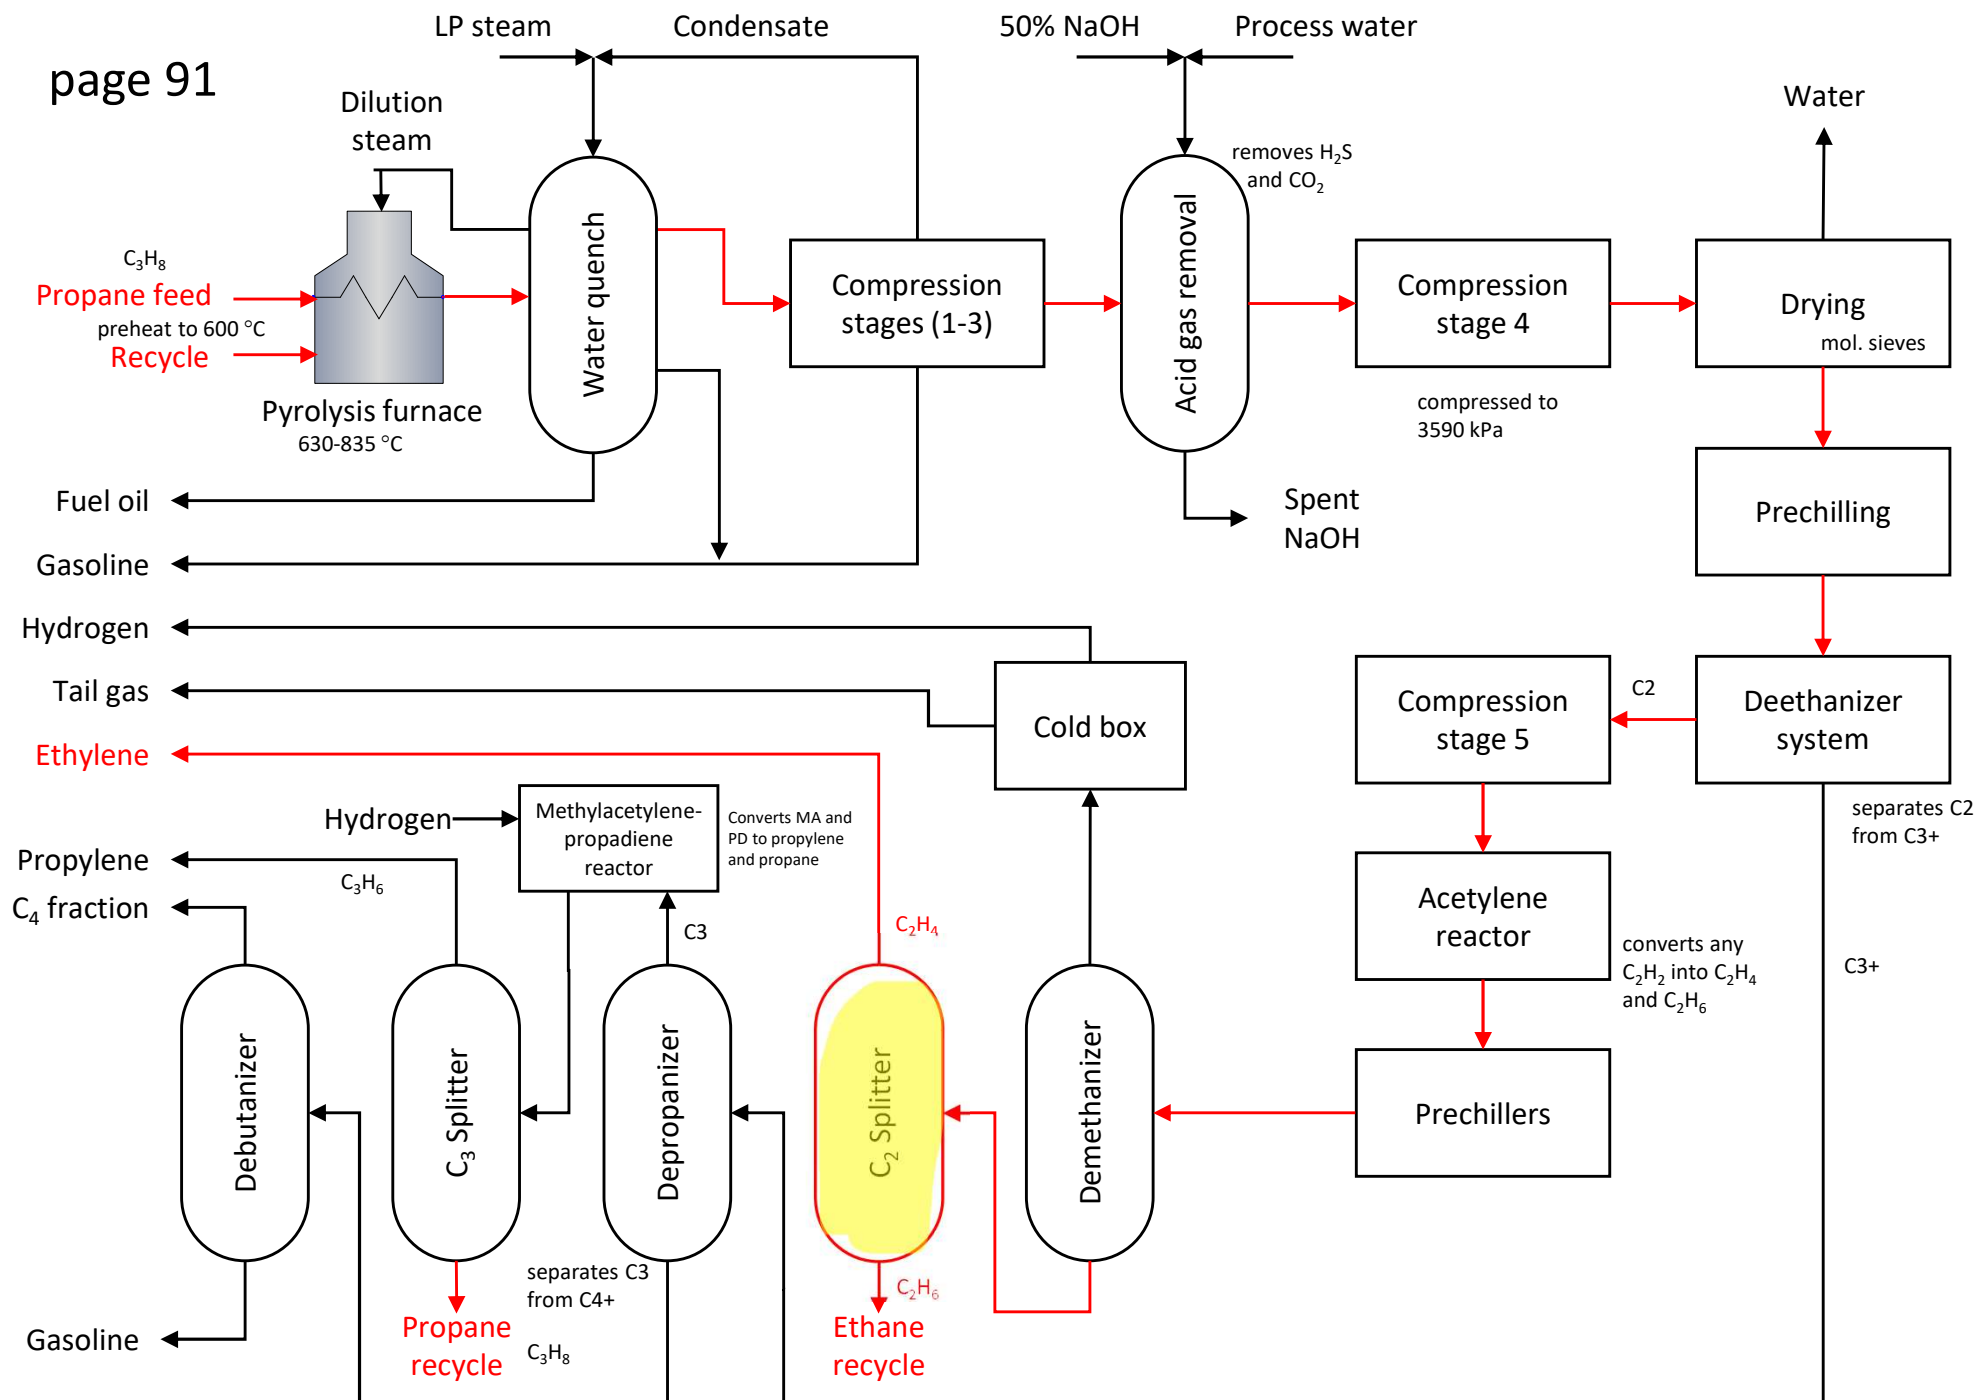 page 91
LP steam
Condensate
50% NaOH
Process water
Water
Dilution
steam
removes H₂S
and CO₂
C₃H₈
Propane feed
preheat to 600 °C
Recycle
Pyrolysis furnace
630-835 °C
Water quench
Compression
stages (1-3)
Acid gas removal
Compression
stage 4
compressed to
3590 kPa
Drying
mol. sieves
Prechilling
Spent
NaOH
Fuel oil
Gasoline
Hydrogen
Tail gas
Ethylene
Cold box
Compression
stage 5
C2
Deethanizer
system
separates C2
from C3+
Hydrogen
Methylacetylene-
propadiene
reactor
Converts MA and
PD to propylene
and propane
Propylene
C₃H₆
C₄ fraction
C3
C₂H₄
Acetylene
reactor
converts any
C₂H₂ into C₂H₄
and C₂H₆
C3+
Debutanizer
C₃ Splitter
Depropanizer
C₂ Splitter
Demethanizer
Prechillers
separates C3
from C4+
C₂H₆
Gasoline
Propane
recycle
C₃H₈
Ethane
recycle